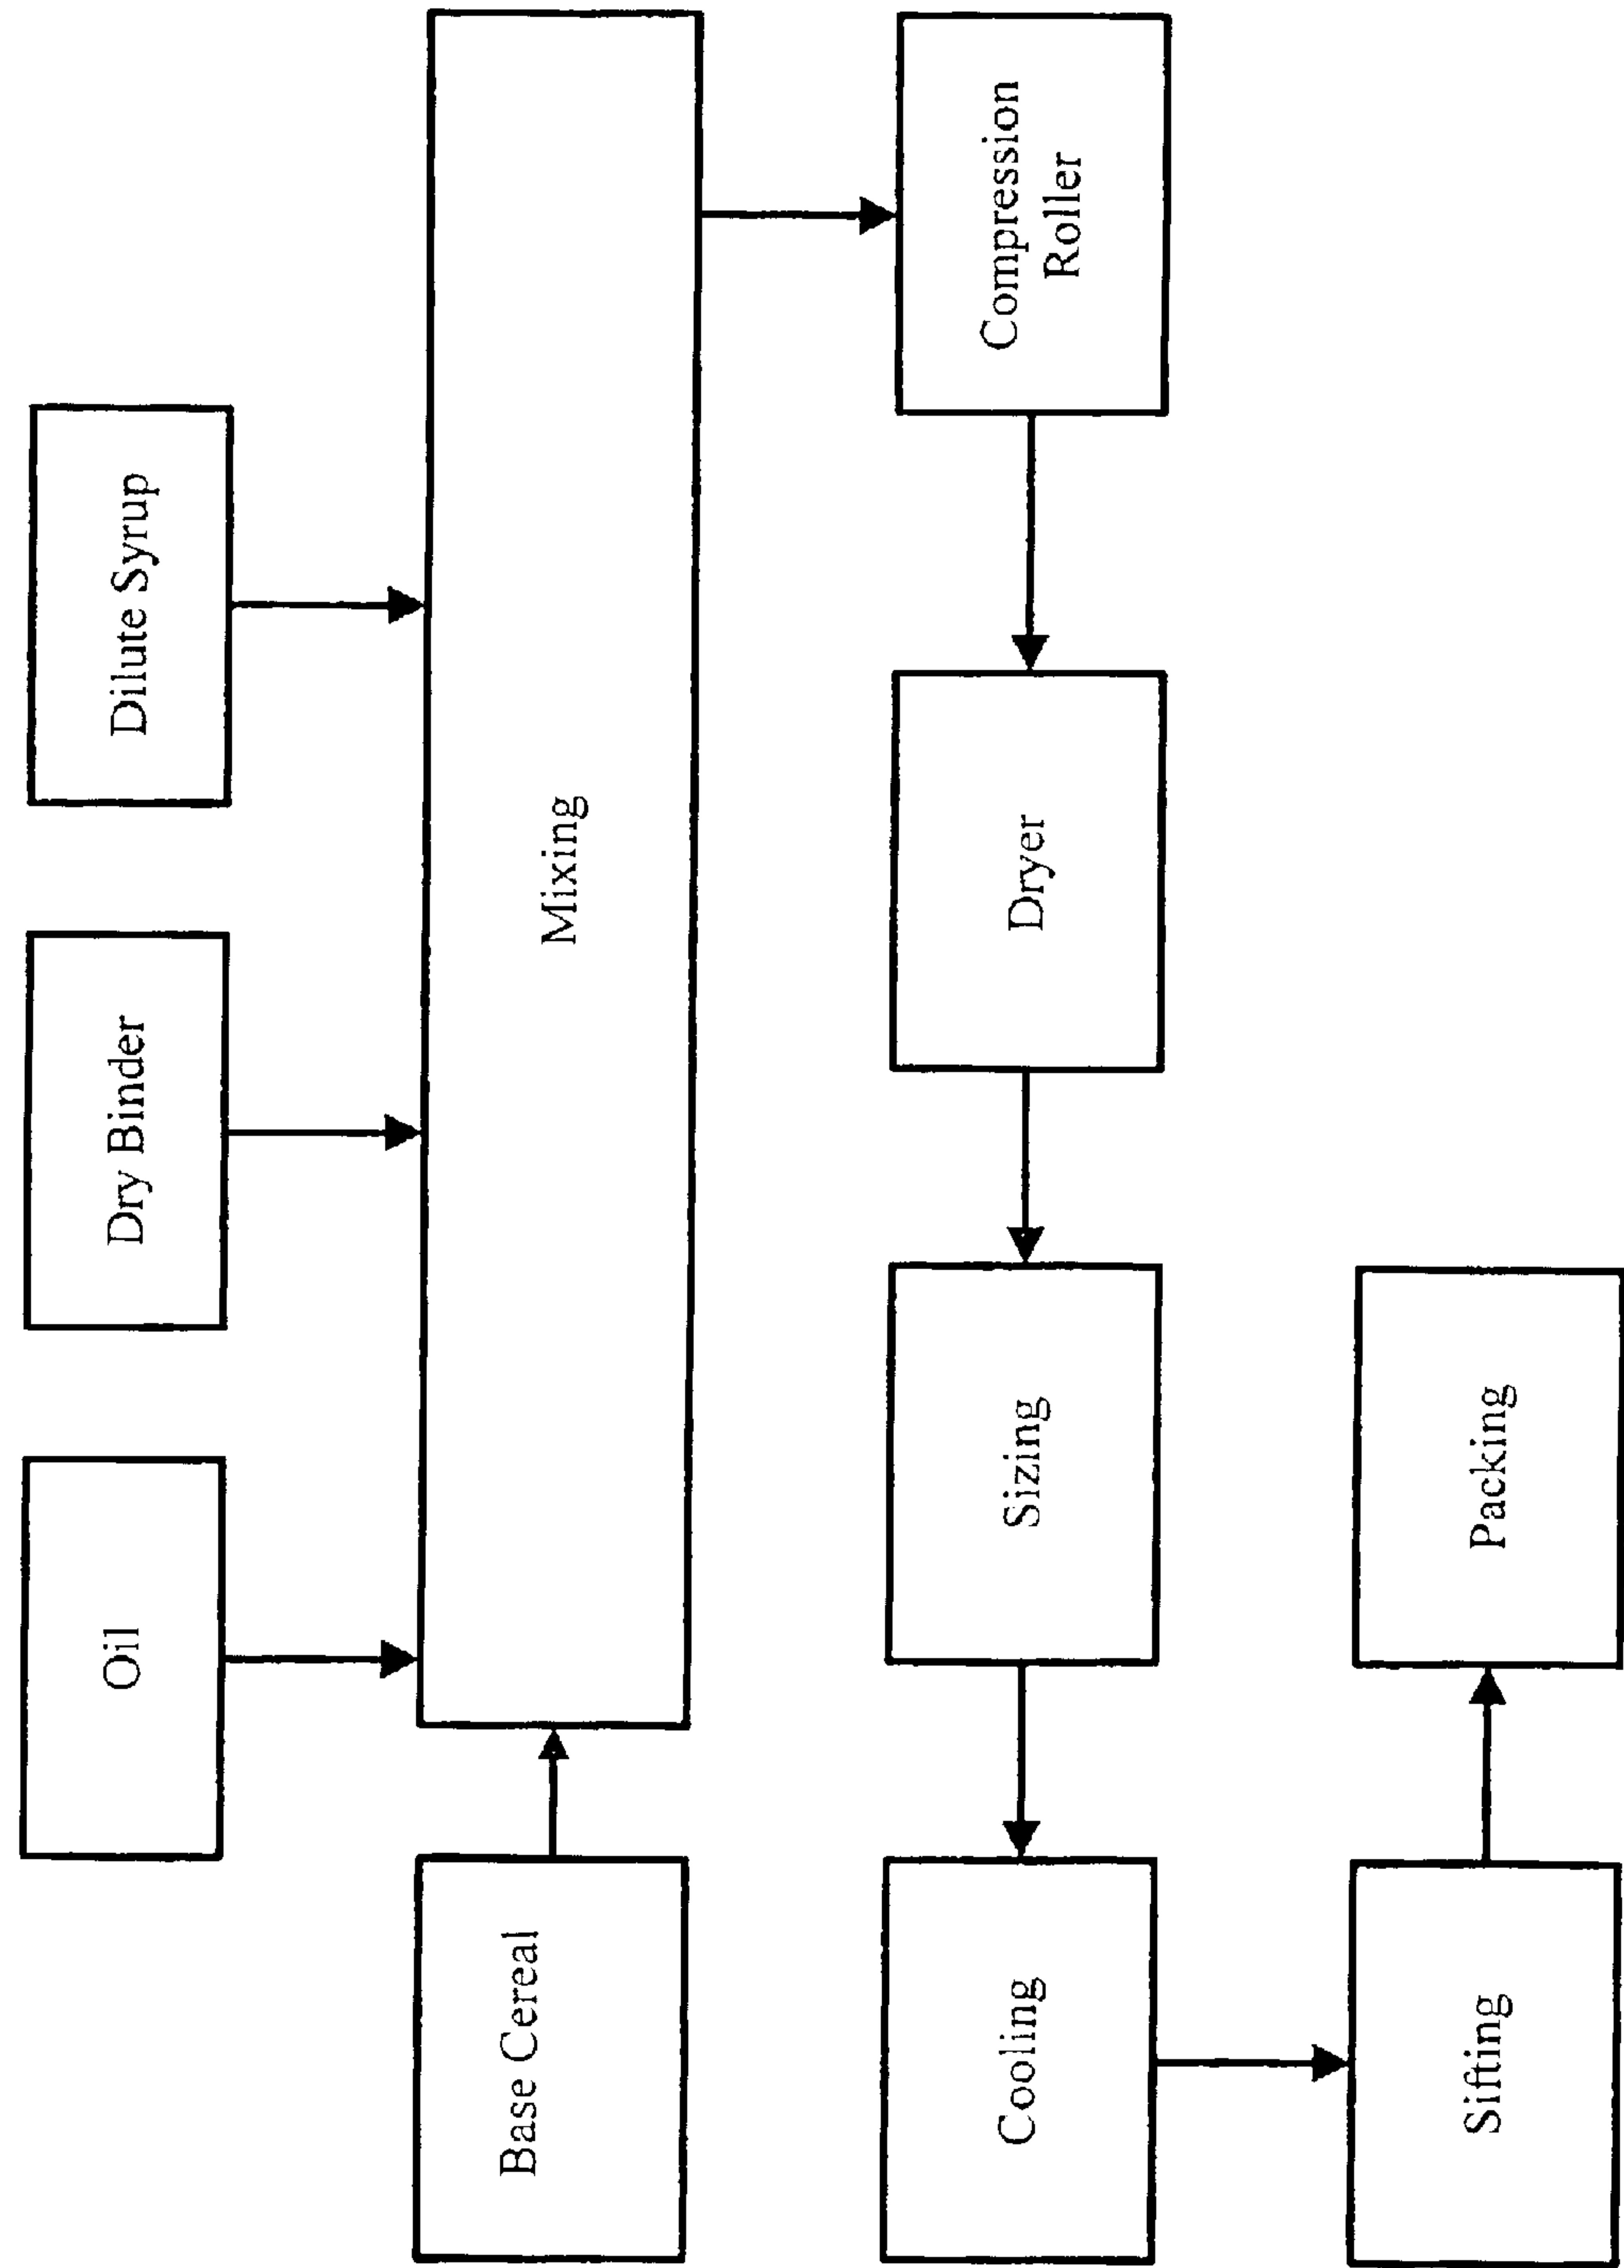 Oil
Dry Binder
Dilute Syrup
Base Cereal
Mixing
Cooling
Sizing
Dryer
Compression
Roller
Sifting
Packing